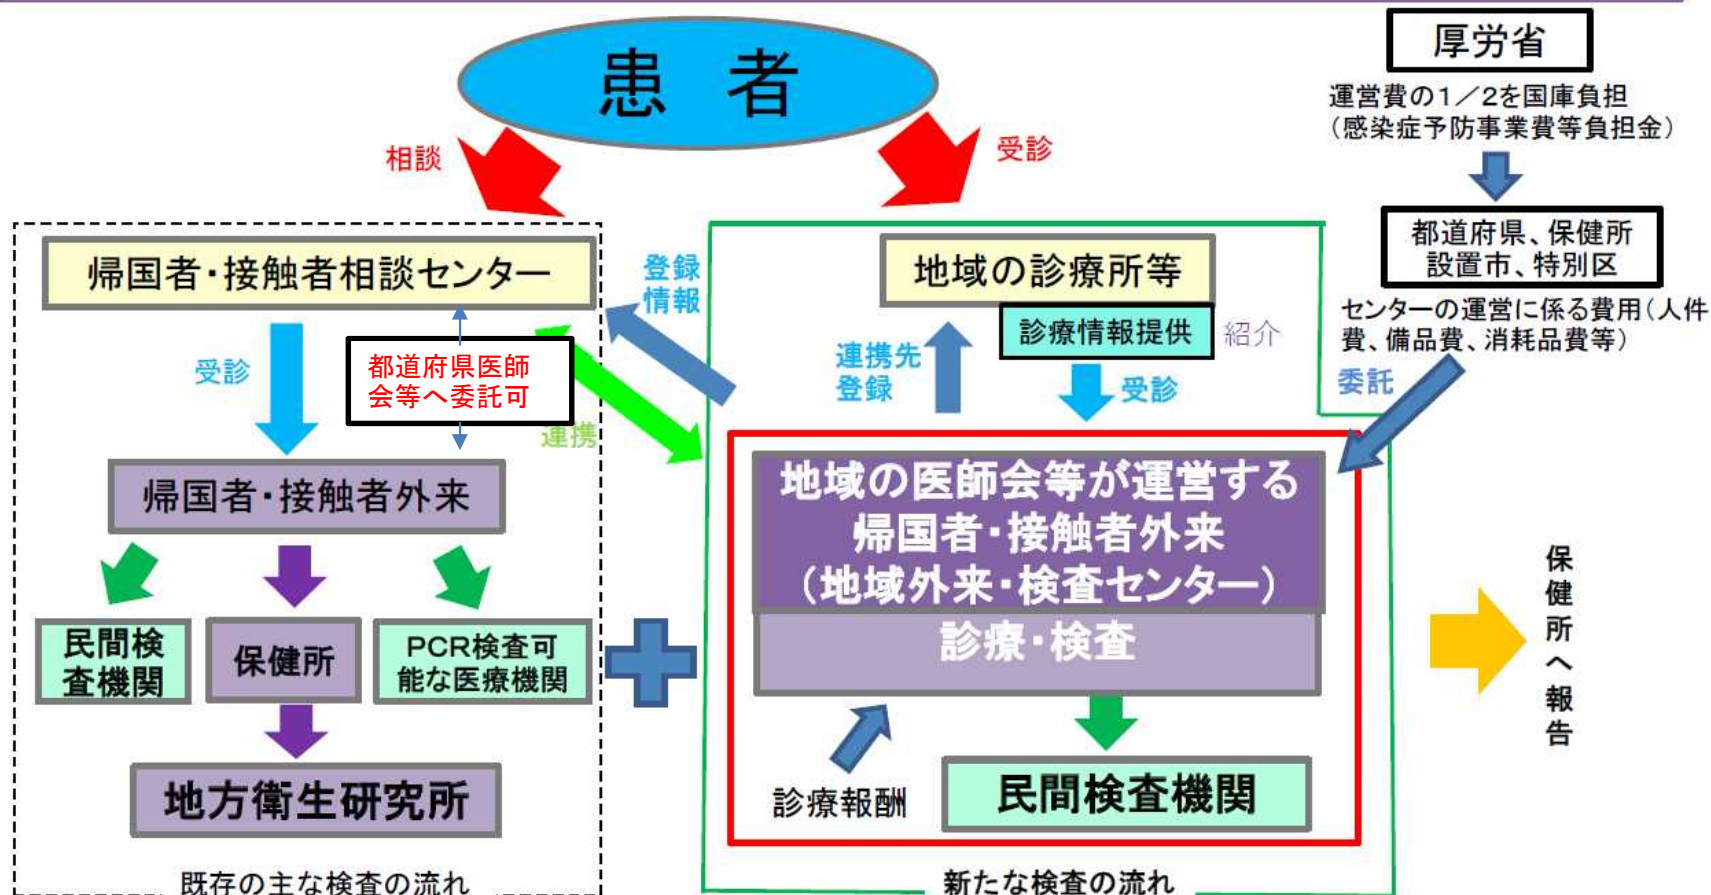 患　者
厚労省
運営費の１／２を国庫負担
（感染症予防事業費等負担金）
相談
受診
都道府県、保健所
設置市、特別区
センターの運営に係る費用（人件
費、備品費、消耗品費等）
委託
帰国者・接触者相談センター
登録
情報
地域の診療所等
診療情報提供
紹介
受診
都道府県医師
会等へ委託可
連携
連携先
登録
受診
帰国者・接触者外来
地域の医師会等が運営する
帰国者・接触者外来
（地域外来・検査センター）
診療・検査
民間検
査機関
保健所
PCR検査可
能な医療機関
保健所へ報告
地方衛生研究所
診療報酬
民間検査機関
既存の主な検査の流れ
新たな検査の流れ